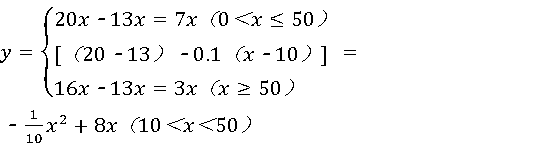 y = { 20x－13x = 7x（0＜x ≤ 50）
[（20－13）－0.1（x－10）] =
16x－13x = 3x（x ≥ 50）
－1/10 x² + 8x（10＜x＜50）